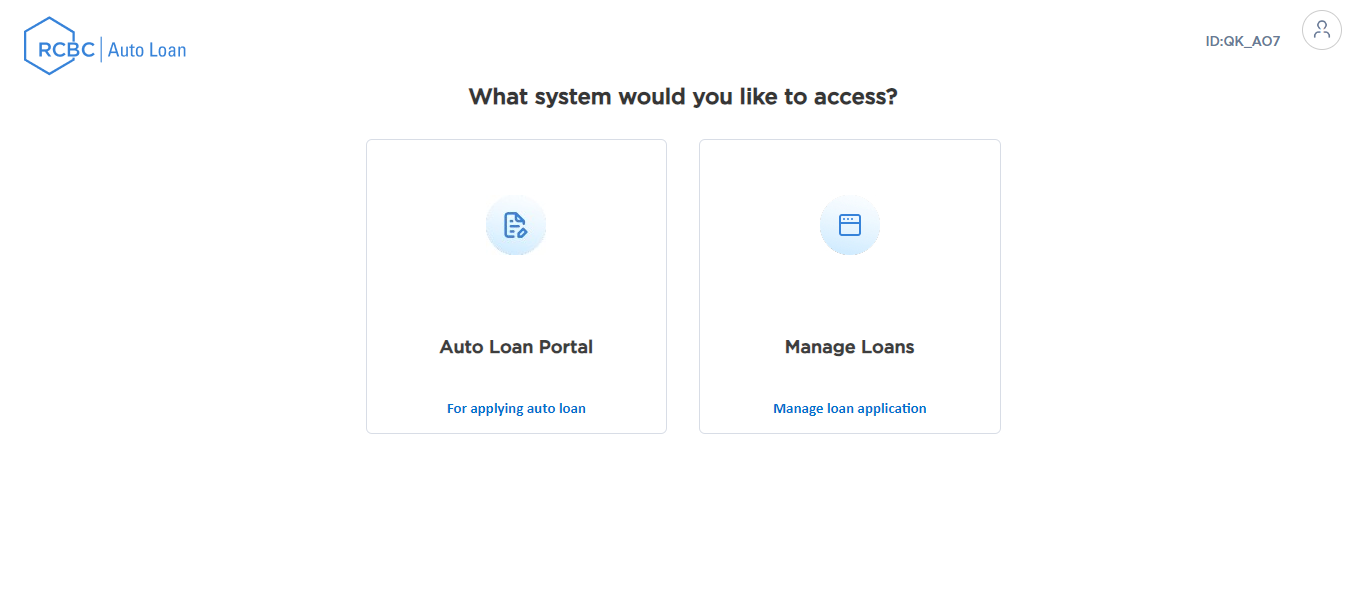 RCBC | Auto Loan
ID:QK_AO7
What system would you like to access?
Auto Loan Portal
Manage Loans
For applying auto loan
Manage loan application